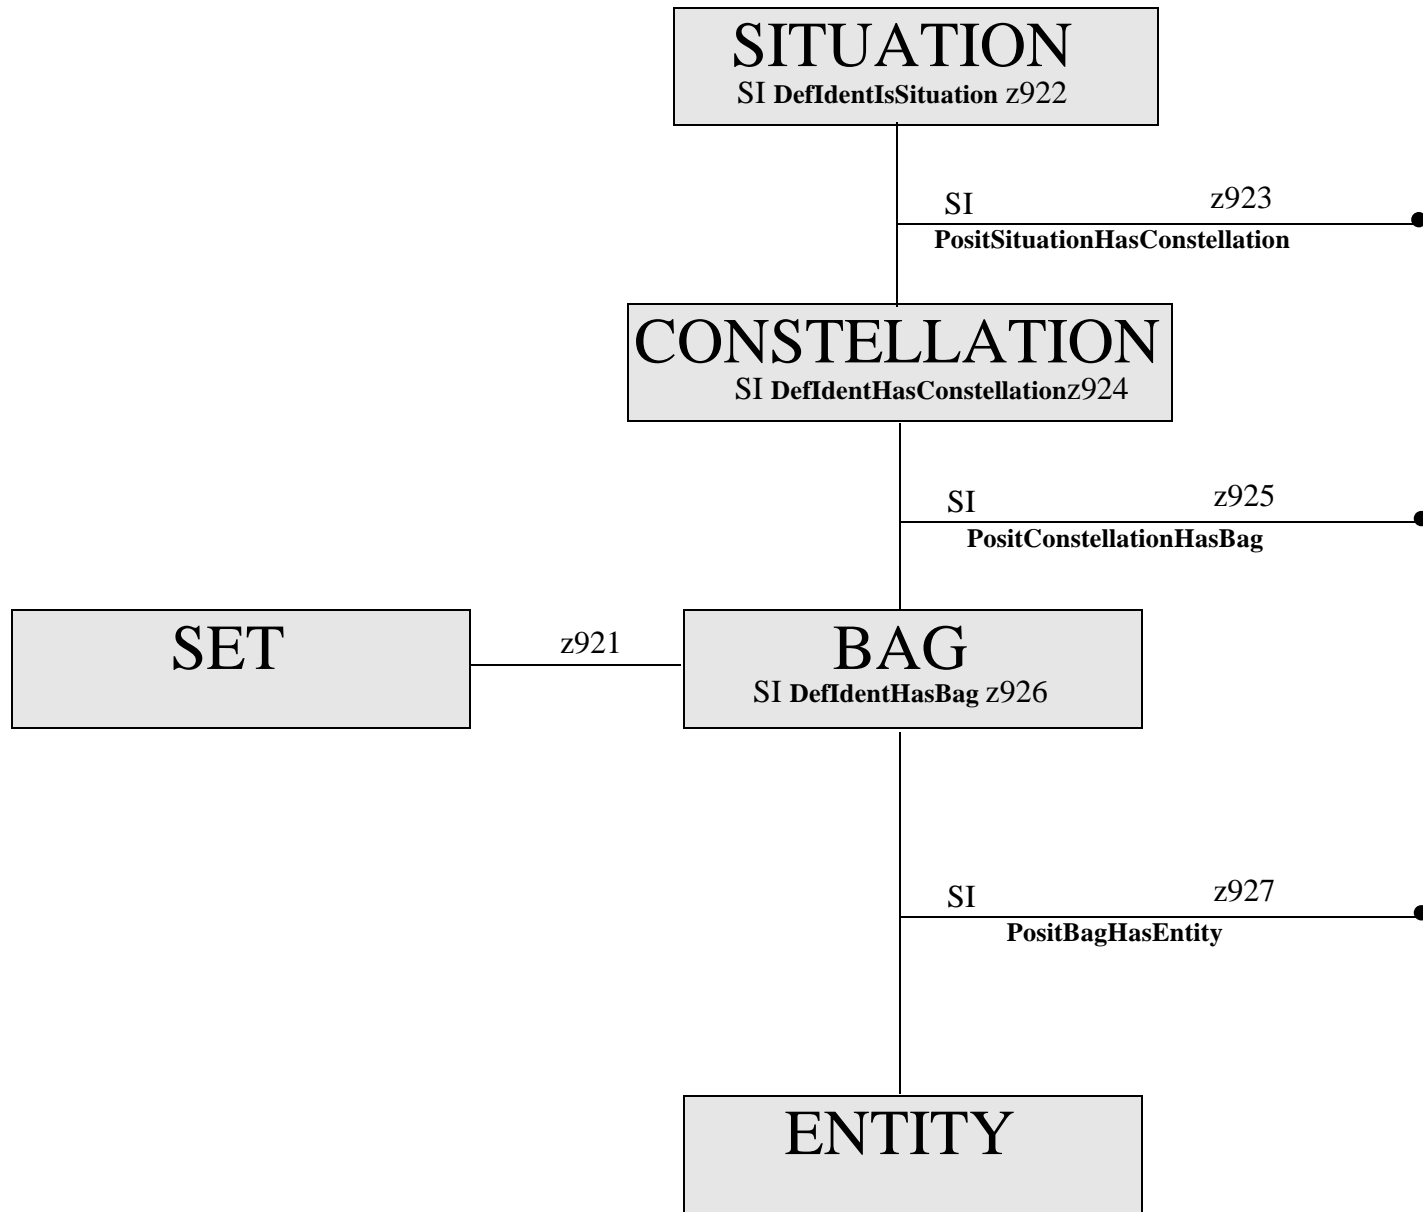 SITUATION
SI DefIdentIsSituation z922
SI z923
PositSituationHasConstellation
CONSTELLATION
SI DefIdentHasConstellationz924
SI z925
PositConstellationHasBag
SET
z921
BAG
SI DefIdentHasBag z926
SI z927
PositBagHasEntity
ENTITY